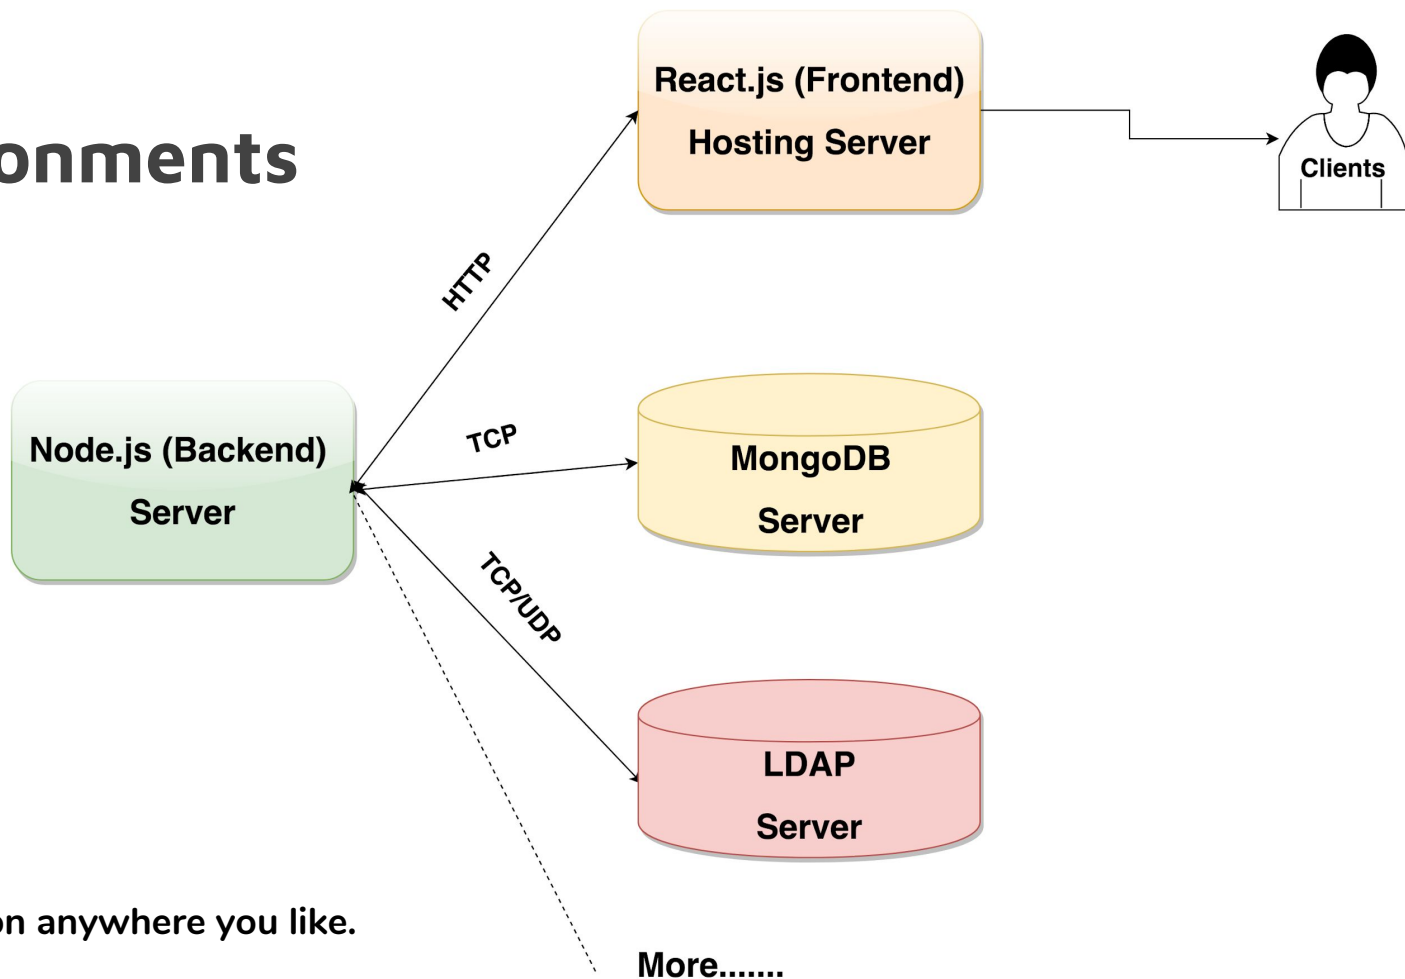 onments
React.js (Frontend)
Hosting Server
Clients
HTTP
Node.js (Backend)
Server
TCP
MongoDB
Server
TCP/UDP
LDAP
Server
on anywhere you like.
More.......